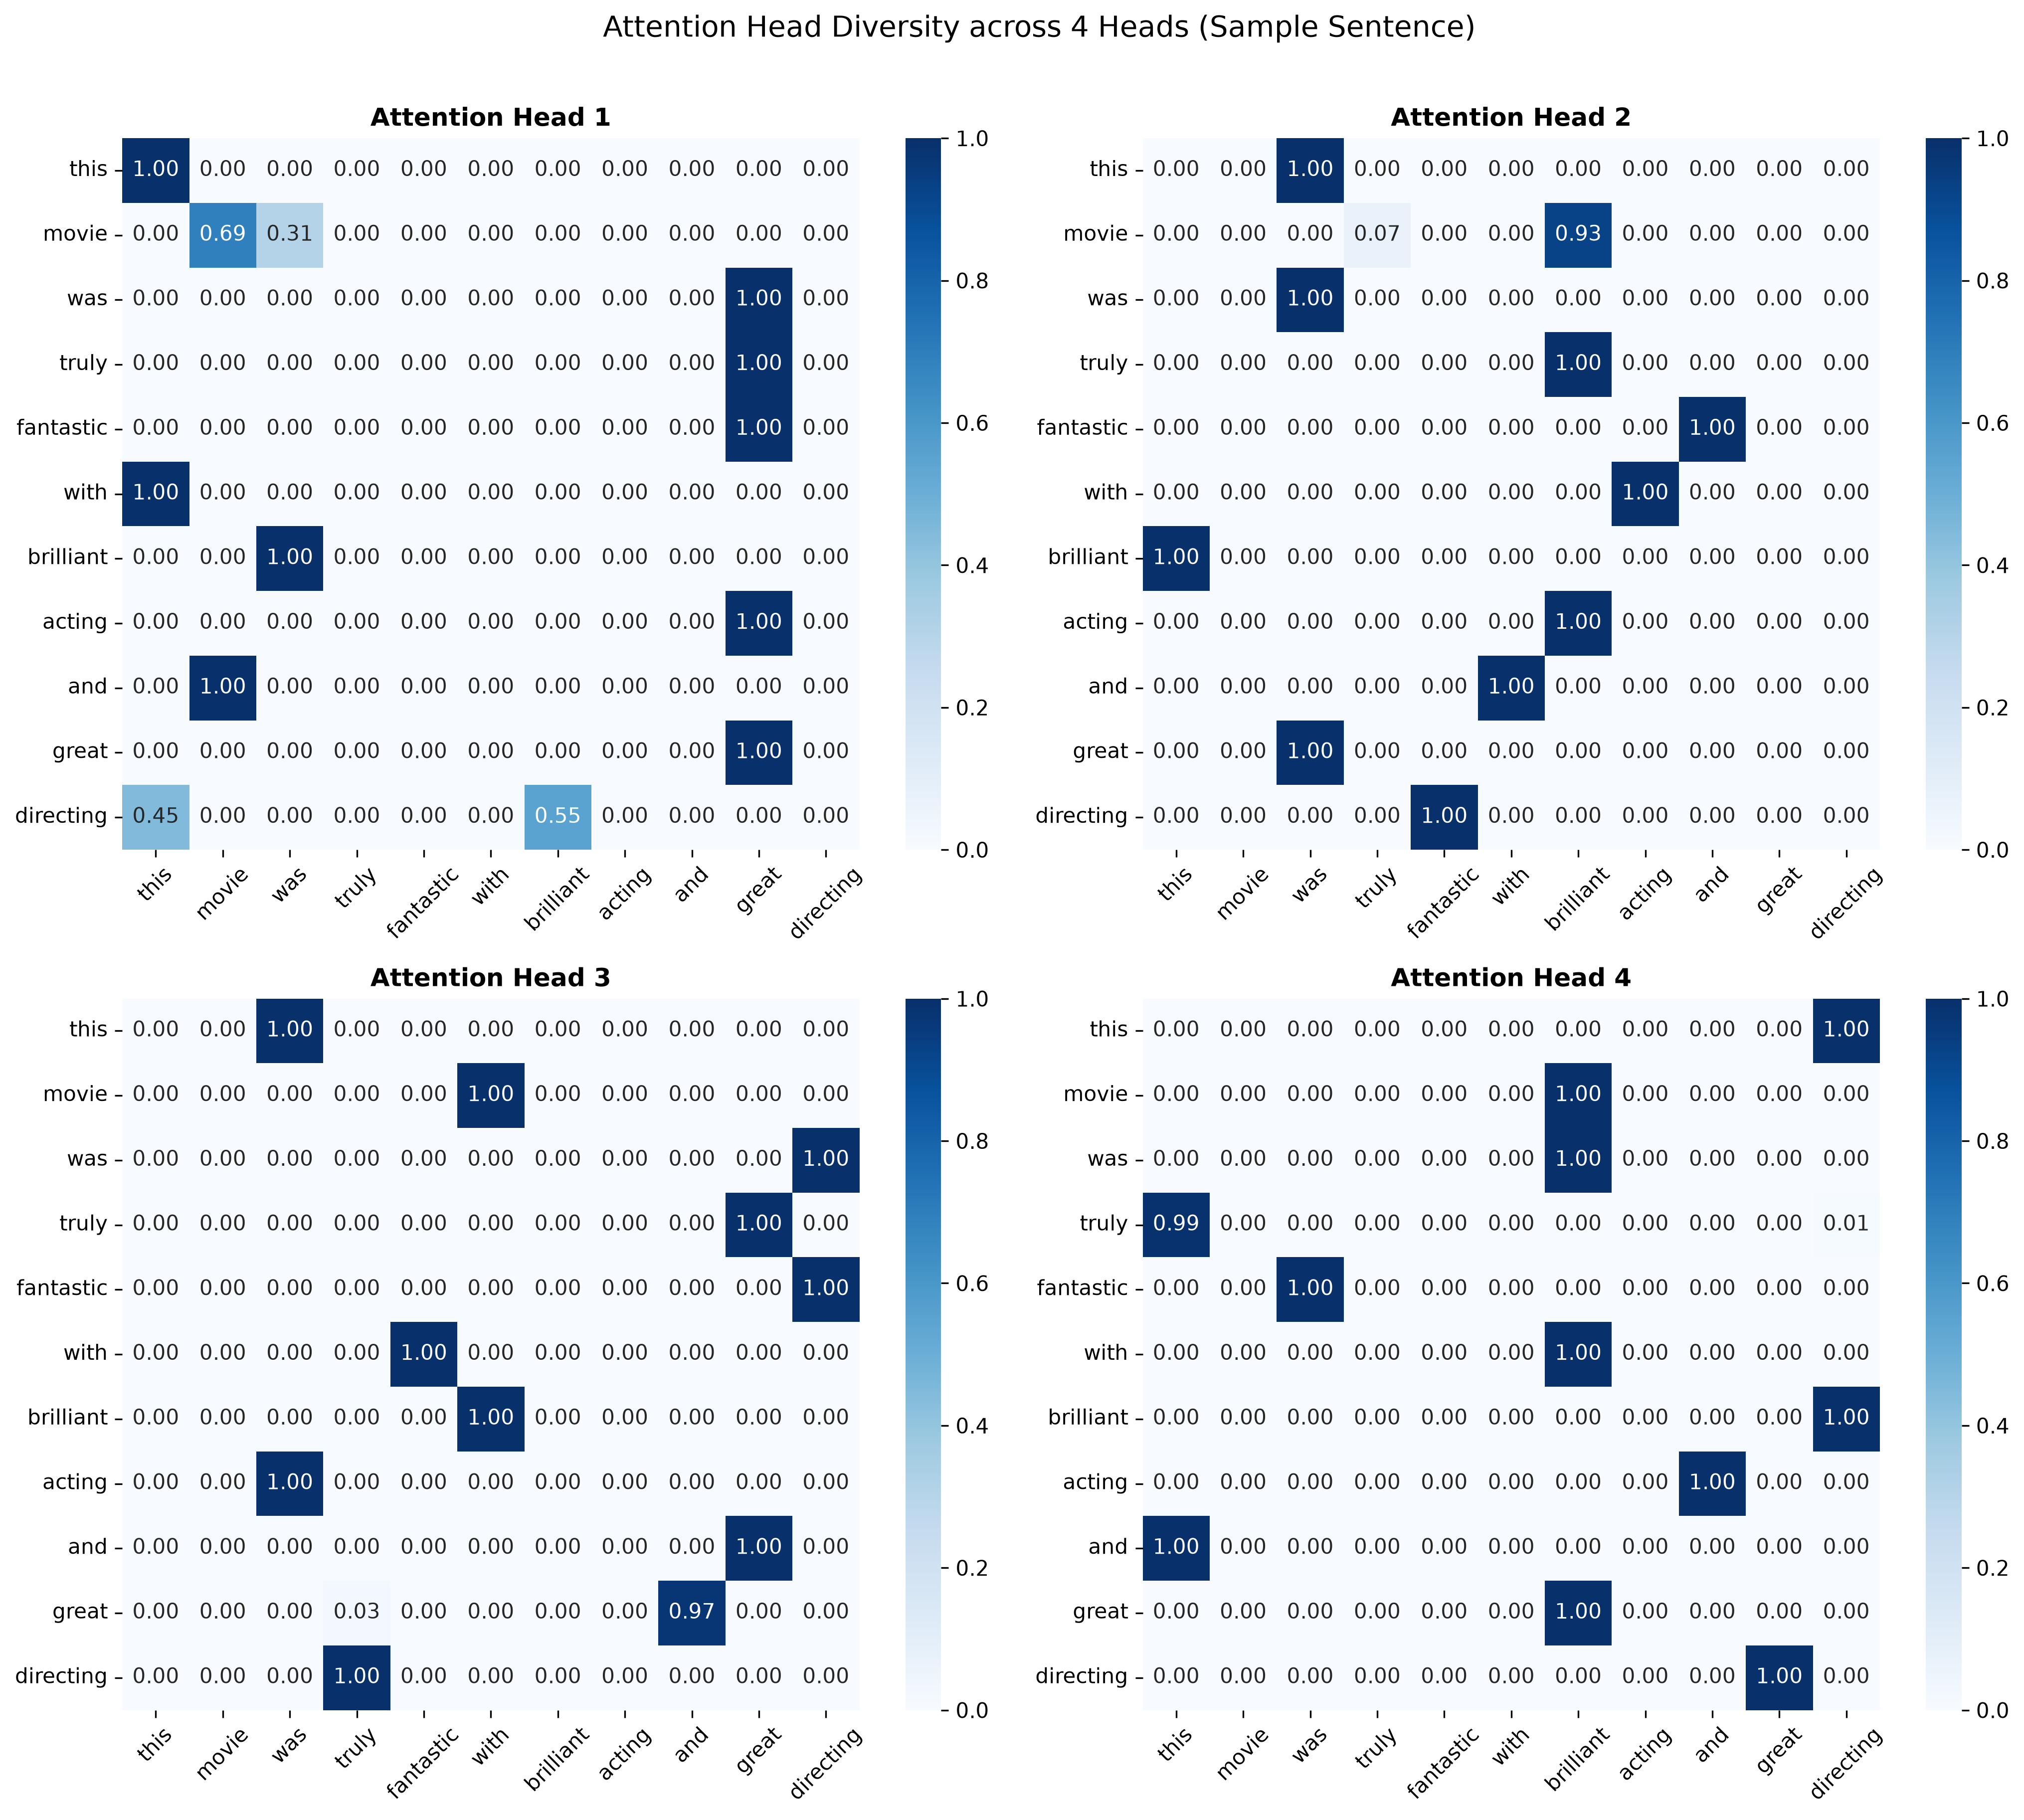 Attention Head Diversity across 4 Heads (Sample Sentence)
Attention Head 1
this 1.00 0.00 0.00 0.00 0.00 0.00 0.00 0.00 0.00 0.00 0.00
movie 0.00 0.69 0.31 0.00 0.00 0.00 0.00 0.00 0.00 0.00 0.00
was 0.00 0.00 0.00 0.00 0.00 0.00 0.00 0.00 0.00 1.00 0.00
truly 0.00 0.00 0.00 0.00 0.00 0.00 0.00 0.00 0.00 1.00 0.00
fantastic 0.00 0.00 0.00 0.00 0.00 0.00 0.00 0.00 0.00 1.00 0.00
with 1.00 0.00 0.00 0.00 0.00 0.00 0.00 0.00 0.00 0.00 0.00
brilliant 0.00 0.00 1.00 0.00 0.00 0.00 0.00 0.00 0.00 0.00 0.00
acting 0.00 0.00 0.00 0.00 0.00 0.00 0.00 0.00 0.00 1.00 0.00
and 0.00 1.00 0.00 0.00 0.00 0.00 0.00 0.00 0.00 0.00 0.00
great 0.00 0.00 0.00 0.00 0.00 0.00 0.00 0.00 0.00 1.00 0.00
directing 0.45 0.00 0.00 0.00 0.00 0.00 0.55 0.00 0.00 0.00 0.00
this movie was truly fantastic with brilliant acting and great directing
1.0
0.8
0.6
0.4
0.2
0.0
Attention Head 2
this 0.00 0.00 1.00 0.00 0.00 0.00 0.00 0.00 0.00 0.00 0.00
movie 0.00 0.00 0.00 0.07 0.00 0.00 0.93 0.00 0.00 0.00 0.00
was 0.00 0.00 1.00 0.00 0.00 0.00 0.00 0.00 0.00 0.00 0.00
truly 0.00 0.00 0.00 0.00 0.00 0.00 1.00 0.00 0.00 0.00 0.00
fantastic 0.00 0.00 0.00 0.00 0.00 0.00 0.00 0.00 1.00 0.00 0.00
with 0.00 0.00 0.00 0.00 0.00 0.00 0.00 1.00 0.00 0.00 0.00
brilliant 1.00 0.00 0.00 0.00 0.00 0.00 0.00 0.00 0.00 0.00 0.00
acting 0.00 0.00 0.00 0.00 0.00 0.00 1.00 0.00 0.00 0.00 0.00
and 0.00 0.00 0.00 0.00 0.00 1.00 0.00 0.00 0.00 0.00 0.00
great 0.00 0.00 1.00 0.00 0.00 0.00 0.00 0.00 0.00 0.00 0.00
directing 0.00 0.00 0.00 0.00 1.00 0.00 0.00 0.00 0.00 0.00 0.00
this movie was truly fantastic with brilliant acting and great directing
1.0
0.8
0.6
0.4
0.2
0.0
Attention Head 3
this 0.00 0.00 1.00 0.00 0.00 0.00 0.00 0.00 0.00 0.00 0.00
movie 0.00 0.00 0.00 0.00 0.00 1.00 0.00 0.00 0.00 0.00 0.00
was 0.00 0.00 0.00 0.00 0.00 0.00 0.00 0.00 0.00 0.00 1.00
truly 0.00 0.00 0.00 0.00 0.00 0.00 0.00 0.00 0.00 1.00 0.00
fantastic 0.00 0.00 0.00 0.00 0.00 0.00 0.00 0.00 0.00 0.00 1.00
with 0.00 0.00 0.00 0.00 1.00 0.00 0.00 0.00 0.00 0.00 0.00
brilliant 0.00 0.00 0.00 0.00 0.00 1.00 0.00 0.00 0.00 0.00 0.00
acting 0.00 0.00 1.00 0.00 0.00 0.00 0.00 0.00 0.00 0.00 0.00
and 0.00 0.00 0.00 0.00 0.00 0.00 0.00 0.00 0.00 1.00 0.00
great 0.00 0.00 0.00 0.03 0.00 0.00 0.00 0.00 0.97 0.00 0.00
directing 0.00 0.00 0.00 1.00 0.00 0.00 0.00 0.00 0.00 0.00 0.00
this movie was truly fantastic with brilliant acting and great directing
1.0
0.8
0.6
0.4
0.2
0.0
Attention Head 4
this 0.00 0.00 0.00 0.00 0.00 0.00 0.00 0.00 0.00 0.00 1.00
movie 0.00 0.00 0.00 0.00 0.00 0.00 1.00 0.00 0.00 0.00 0.00
was 0.00 0.00 0.00 0.00 0.00 0.00 1.00 0.00 0.00 0.00 0.00
truly 0.99 0.00 0.00 0.00 0.00 0.00 0.00 0.00 0.00 0.00 0.01
fantastic 0.00 0.00 1.00 0.00 0.00 0.00 0.00 0.00 0.00 0.00 0.00
with 0.00 0.00 0.00 0.00 0.00 0.00 1.00 0.00 0.00 0.00 0.00
brilliant 0.00 0.00 0.00 0.00 0.00 0.00 0.00 0.00 0.00 0.00 1.00
acting 0.00 0.00 0.00 0.00 0.00 0.00 0.00 0.00 1.00 0.00 0.00
and 1.00 0.00 0.00 0.00 0.00 0.00 0.00 0.00 0.00 0.00 0.00
great 0.00 0.00 0.00 0.00 0.00 0.00 1.00 0.00 0.00 0.00 0.00
directing 0.00 0.00 0.00 0.00 0.00 0.00 0.00 0.00 0.00 1.00 0.00
this movie was truly fantastic with brilliant acting and great directing
1.0
0.8
0.6
0.4
0.2
0.0